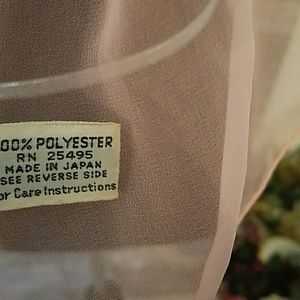 00% POLYESTER
RN 25495
MADE IN JAPAN
SEE REVERSE SIDE
or Care Instructions